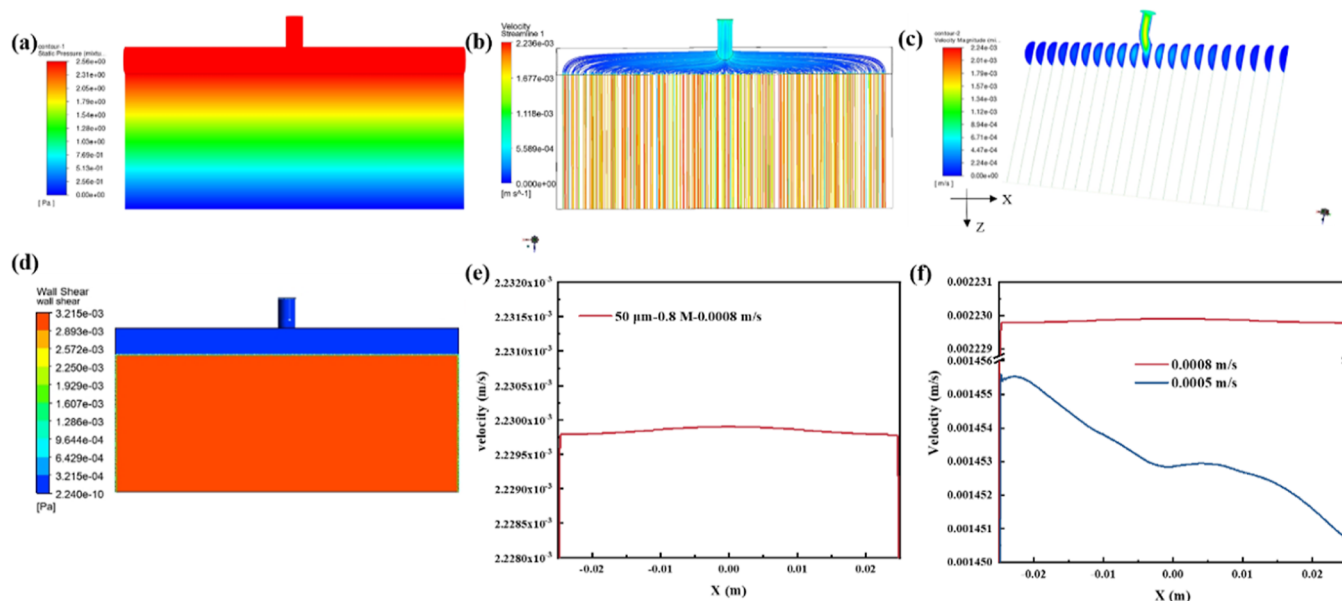 (a)
contour-1
Static Pressure (mixtu...
2.56e+00
2.31e+00
2.05e+00
1.79e+00
1.54e+00
1.28e+00
1.03e+00
7.69e-01
5.13e-01
2.56e-01
0.00e+00
[ Pa ]
(b)
Velocity
Streamline 1
2.236e-03
1.677e-03
1.118e-03
5.589e-04
0.000e+00
[m s^-1]
(c)
contour-2
Velocity Magnitude (mi...
2.24e-03
2.01e-03
1.79e-03
1.57e-03
1.34e-03
1.12e-03
8.94e-04
6.71e-04
4.47e-04
2.24e-04
0.00e+00
[ m/s ]
X
Z
(d)
Wall Shear
wall shear
3.215e-03
2.893e-03
2.572e-03
2.250e-03
1.929e-03
1.607e-03
1.286e-03
9.644e-04
6.430e-04
3.215e-04
2.240e-10
[Pa]
(e)
2.2320x10⁻³
2.2315x10⁻³
2.2310x10⁻³
2.2305x10⁻³
2.2300x10⁻³
2.2295x10⁻³
2.2290x10⁻³
2.2285x10⁻³
2.2280x10⁻³
velocity (m/s)
50 μm-0.8 M-0.0008 m/s
-0.02 -0.01 0.00 0.01 0.02
X (m)
(f)
0.002231
0.002230
0.002229
0.001456
0.001455
0.001454
0.001453
0.001452
0.001451
0.001450
Velocity (m/s)
0.0008 m/s
0.0005 m/s
-0.02 -0.01 0.00 0.01 0.02
X (m)